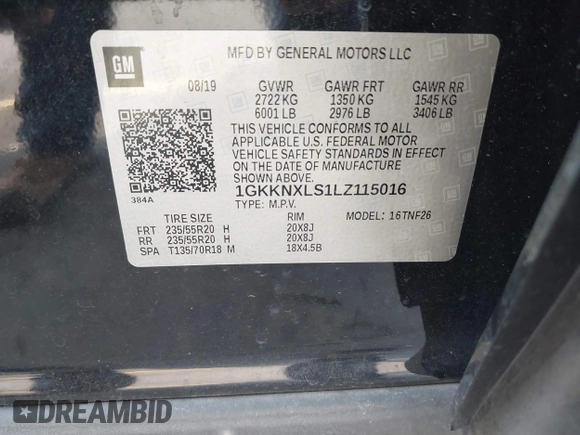 GM
MFD BY GENERAL MOTORS LLC
08/19 GVWR GAWR FRT GAWR RR
2722 KG 1350 KG 1545 KG
6001 LB 2976 LB 3406 LB
THIS VEHICLE CONFORMS TO ALL
APPLICABLE U.S. FEDERAL MOTOR
VEHICLE SAFETY STANDARDS IN EFFECT
ON THE DATE OF MANUFACTURE
SHOWN ABOVE.
384A
1GKKNXLS1LZ115016
TYPE: M.P.V. MODEL: 16TNF26
TIRE SIZE RIM
FRT 235/55R20 H 20X8J
RR 235/55R20 H 20X8J
SPA T135/70R18 M 18X4.5B
DREAMBID